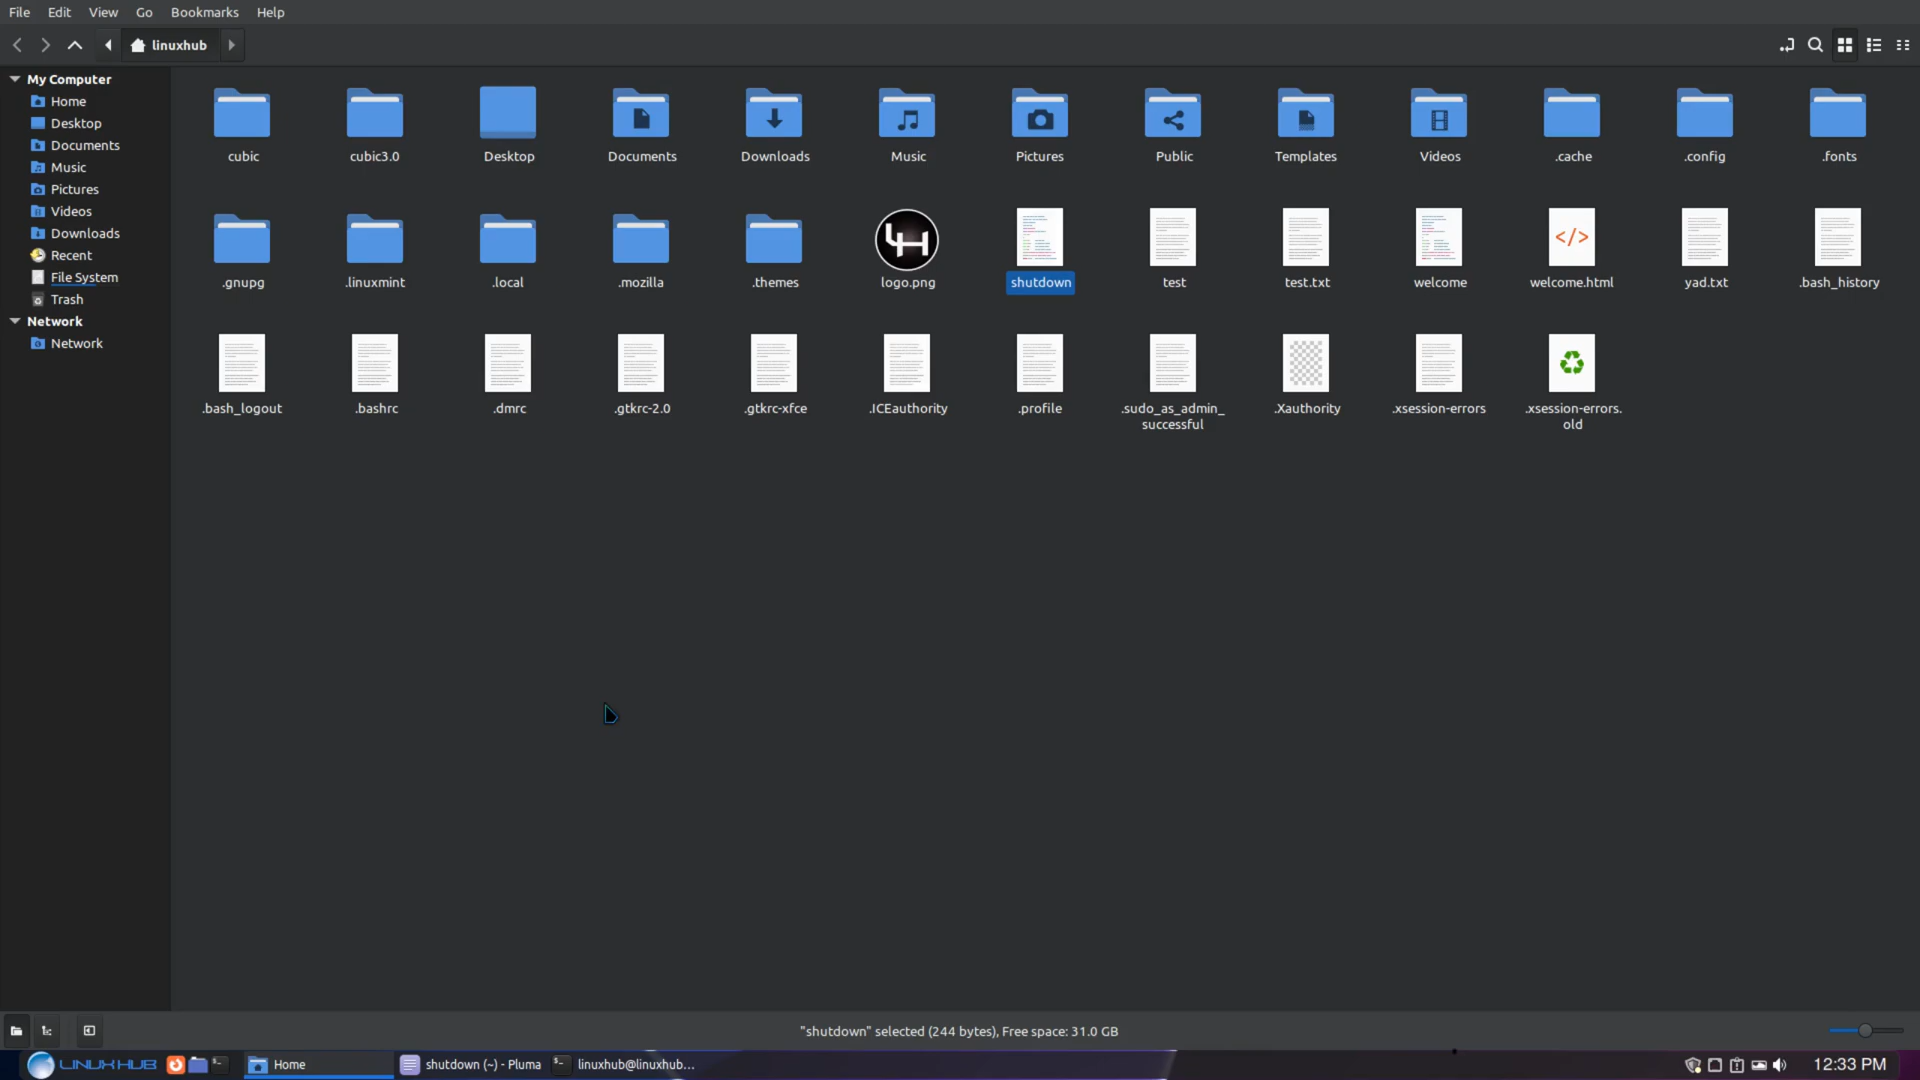 File Edit View Go Bookmarks Help
linuxhub
My Computer
Home
Desktop
Documents
Music
Pictures
Videos
Downloads
Recent
File System
Trash
Network
Network
cubic cubic3.0 Desktop Documents Downloads Music Pictures Public Templates Videos .cache .config .fonts
.gnupg .linuxmint .local .mozilla .themes logo.png shutdown test test.txt welcome welcome.html yad.txt .bash_history
.bash_logout .bashrc .dmrc .gtkrc-2.0 .gtkrc-xfce .ICEauthority .profile .sudo_as_admin_ .Xauthority .xsession-errors .xsession-errors.
successful old
"shutdown" selected (244 bytes), Free space: 31.0 GB
LINUX HUB Home shutdown (~) - Pluma linuxhub@linuxhub... 12:33 PM